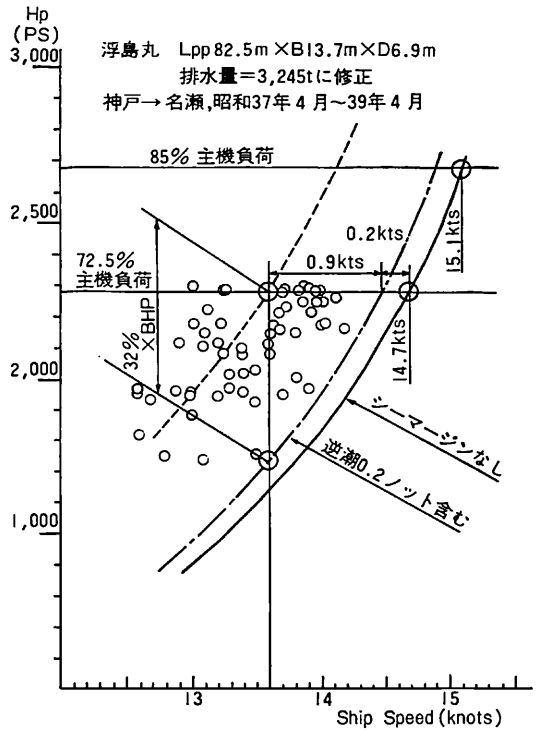 Hp
(PS)
3,000
浮島丸 Lpp 82.5m ×B13.7m ×D6.9m
排水量=3,245tに修正
神戸→名瀬,昭和37年4月~39年4月
85% 主機負荷
2,500
0.2kts
15.1kts
72.5%
主機負荷
0.9kts
32%
×BHP
14.7kts
2,000
シーマージンなし
逆潮0.2ノット含む
1,000
13
14
15
Ship Speed (knots)